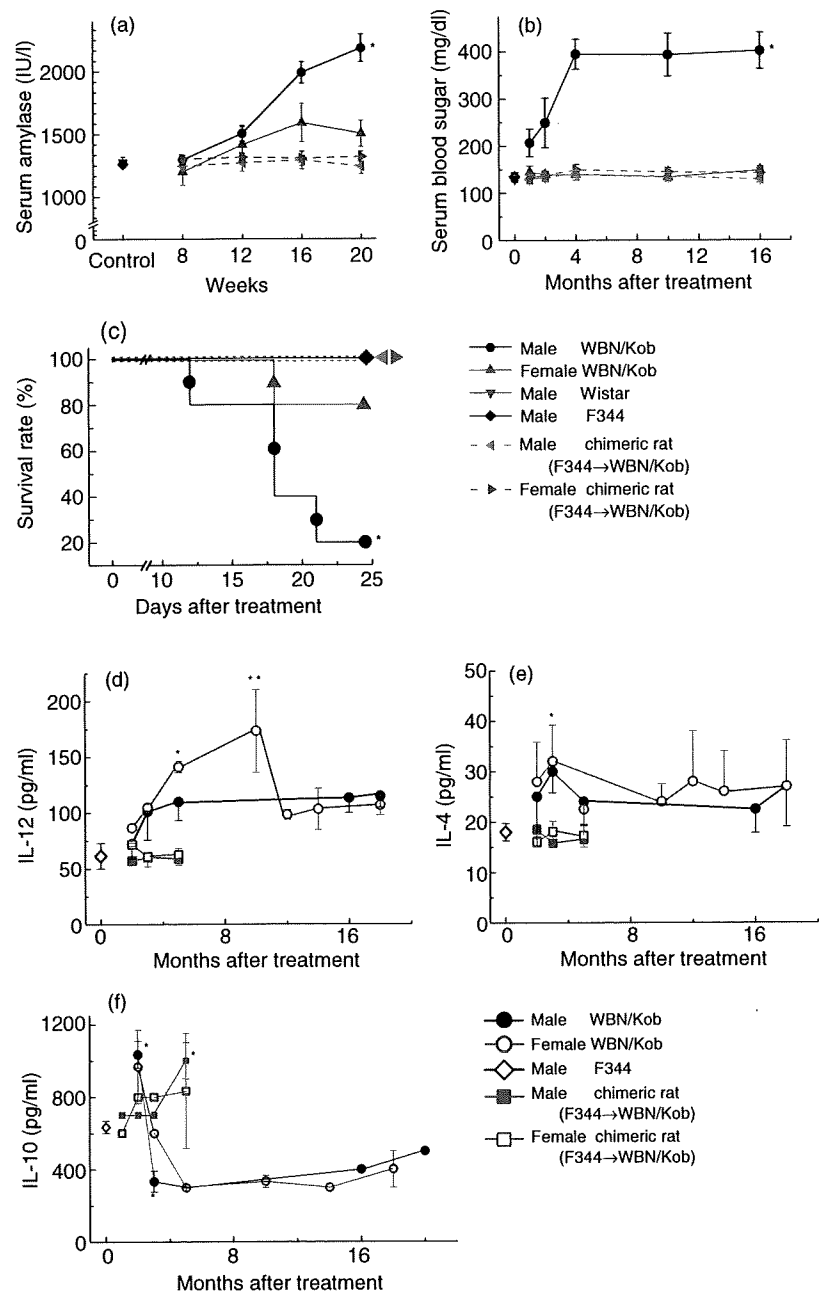 (a)
Serum amylase (IU/l)
2000
1500
1000
0
*
Control 8 12 16 20
Weeks
(b)
Serum blood sugar (mg/dl)
400
300
200
100
0
*
0 4 8 12 16
Months after treatment
(c)
Survival rate (%)
100
80
60
40
20
*
0 10 15 20 25
Days after treatment
Male WBN/Kob
Female WBN/Kob
Male Wistar
Male F344
Male chimeric rat
(F344→WBN/Kob)
Female chimeric rat
(F344→WBN/Kob)
(d)
IL-12 (pg/ml)
200
150
100
50
0
*
**
0 8 16
Months after treatment
(e)
IL-4 (pg/ml)
50
40
30
20
10
0
*
0 8 16
Months after treatment
(f)
IL-10 (pg/ml)
1200
800
400
0
*
*
*
0 8 16
Months after treatment
Male WBN/Kob
Female WBN/Kob
Male F344
Male chimeric rat
(F344→WBN/Kob)
Female chimeric rat
(F344→WBN/Kob)